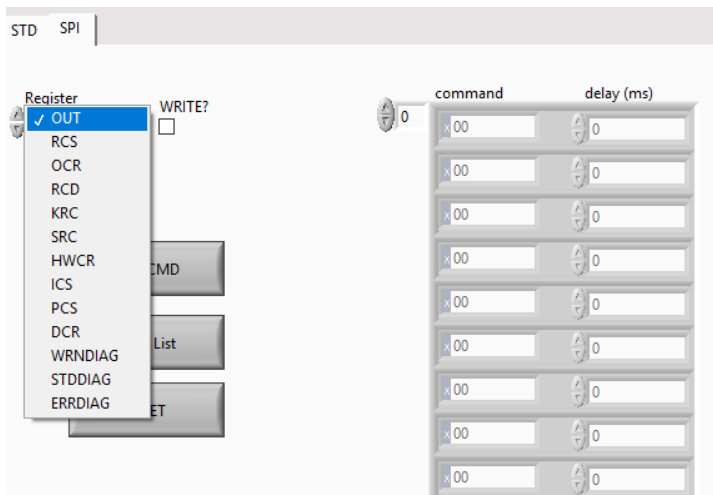 STD SPI
Register
WRITE?
✓ OUT
RCS
OCR
RCD
KRC
SRC
HWCR
ICS
PCS
DCR
WRNDIAG
STDDIAG
ERRDIAG
CMD
List
ET
0
command delay (ms)
x 00 0
x 00 0
x 00 0
x 00 0
x 00 0
x 00 0
x 00 0
x 00 0
x 00 0